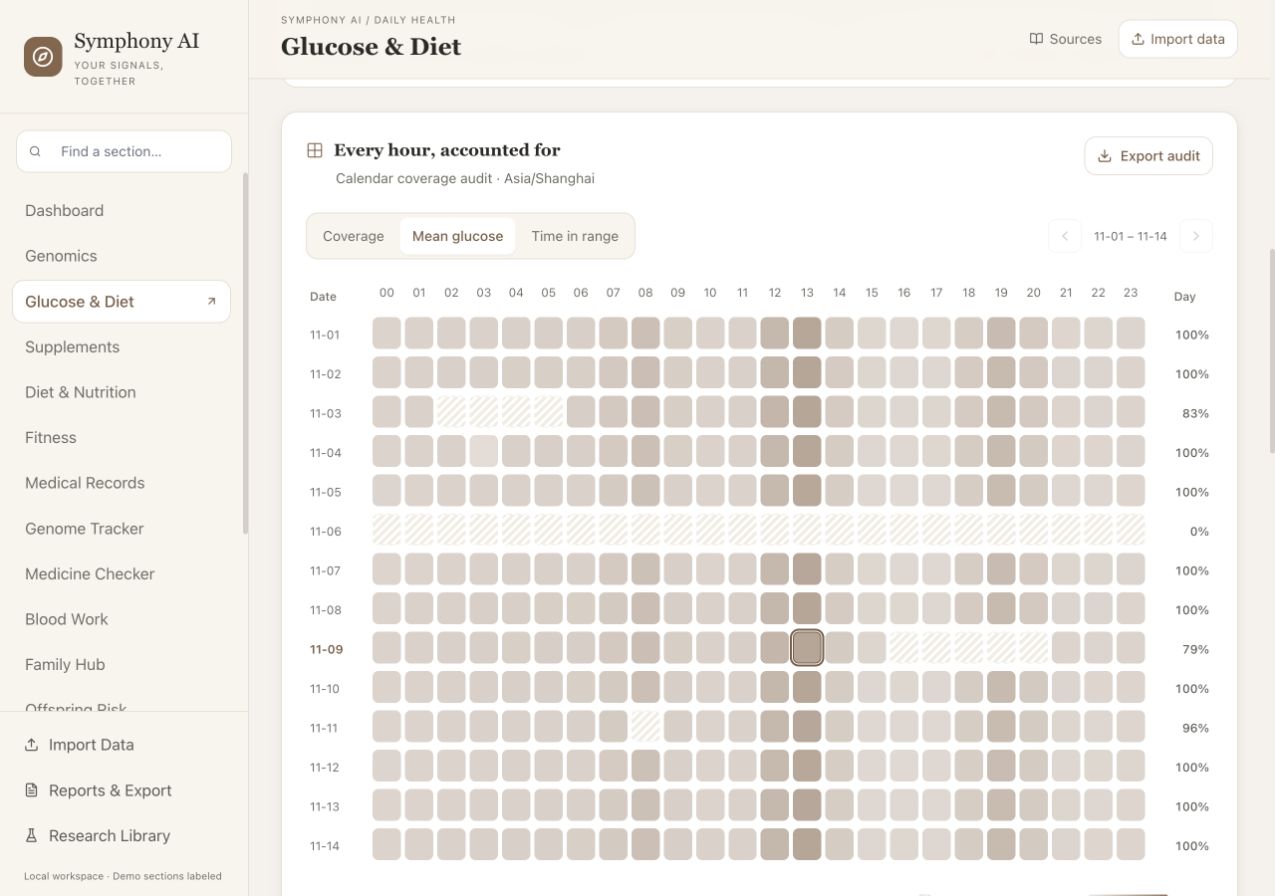 Symphony AI
YOUR SIGNALS,
TOGETHER
Find a section...
Dashboard
Genomics
Glucose & Diet
Supplements
Diet & Nutrition
Fitness
Medical Records
Genome Tracker
Medicine Checker
Blood Work
Family Hub
Offspring Risk
Import Data
Reports & Export
Research Library
Local workspace · Demo sections labeled
SYMPHONY AI / DAILY HEALTH
Glucose & Diet
Sources
Import data
Every hour, accounted for
Calendar coverage audit · Asia/Shanghai
Export audit
Coverage Mean glucose Time in range
11-01 – 11-14
Date 00 01 02 03 04 05 06 07 08 09 10 11 12 13 14 15 16 17 18 19 20 21 22 23 Day
11-01 100%
11-02 100%
11-03 83%
11-04 100%
11-05 100%
11-06 0%
11-07 100%
11-08 100%
11-09 79%
11-10 100%
11-11 96%
11-12 100%
11-13 100%
11-14 100%